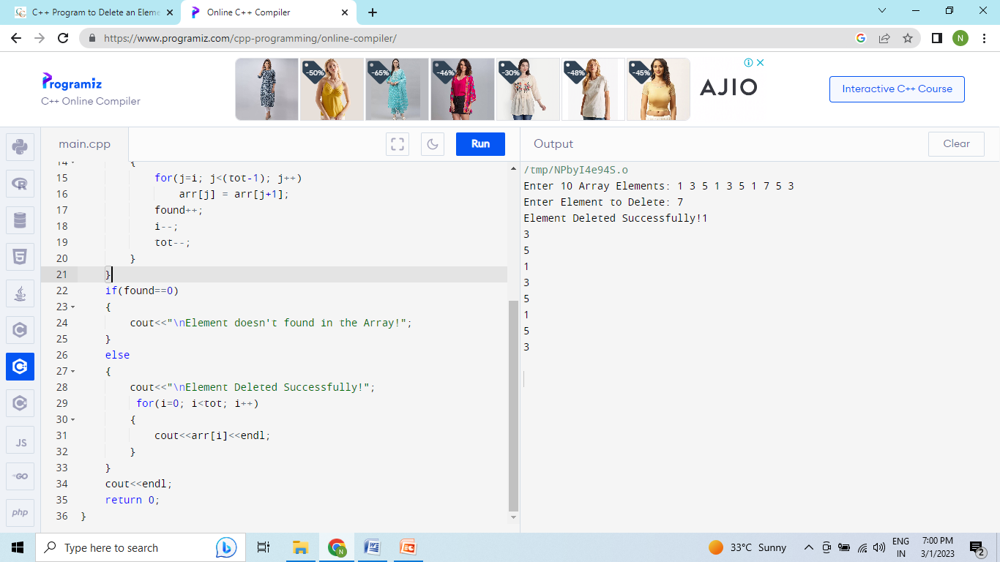 C++ Program to Delete an Eleme
Online C++ Compiler
https://www.programiz.com/cpp-programming/online-compiler/
N
Programiz
C++ Online Compiler
-50%
-65%
-46%
-30%
-48%
-45%
AJIO
Interactive C++ Course
main.cpp
Run
Output
Clear
14 {
15 for(j=i; j<(tot-1); j++)
16 arr[j] = arr[j+1];
17 found++;
18 i--;
19 tot--;
20 }
21 }
22 if(found==0)
23 {
24 cout<<"\nElement doesn't found in the Array!";
25 }
26 else
27 {
28 cout<<"\nElement Deleted Successfully!";
29 for(i=0; i<tot; i++)
30 {
31 cout<<arr[i]<<endl;
32 }
33 }
34 cout<<endl;
35 return 0;
36 }
/tmp/NPbyI4e94S.o
Enter 10 Array Elements: 1 3 5 1 3 5 1 7 5 3
Enter Element to Delete: 7
Element Deleted Successfully!1
3
5
1
3
5
1
5
3
JS
GO
php
Type here to search
33°C Sunny
ENG
IN
7:00 PM
3/1/2023
2